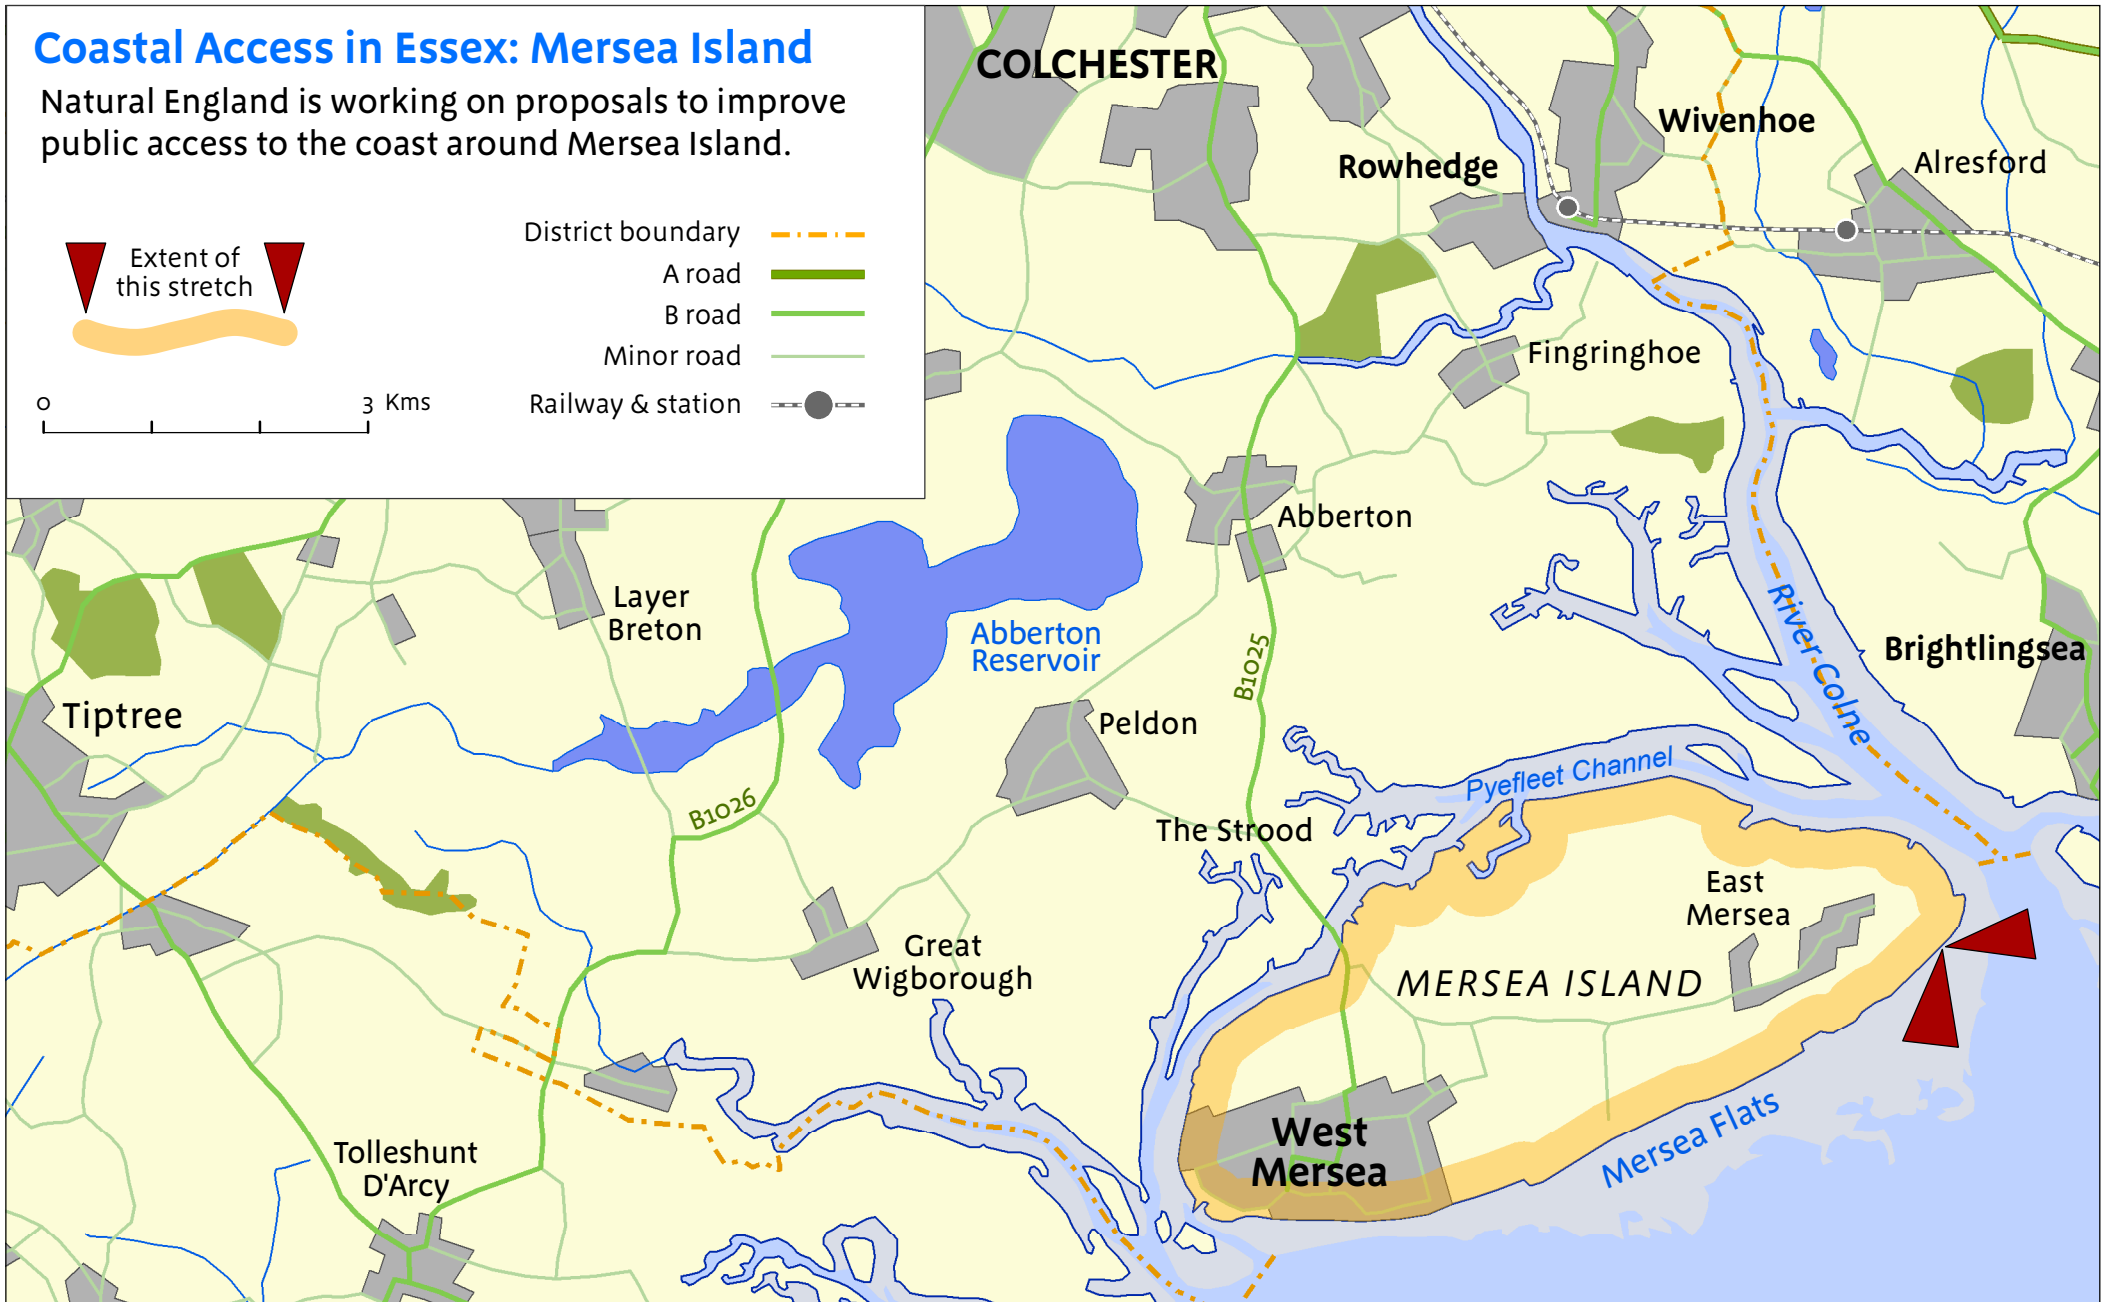 Coastal Access in Essex: Mersea Island
Natural England is working on proposals to improve
public access to the coast around Mersea Island.
Extent of
this stretch
District boundary
A road
B road
Minor road
Railway & station
0
3 Kms
COLCHESTER
Wivenhoe
Rowhedge
Alresford
Fingringhoe
Abberton
Layer
Breton
Abberton
Reservoir
B1025
River Colne
Brightlingsea
Tiptree
Peldon
Pyefleet Channel
B1026
The Strood
East
Mersea
Great
Wigborough
MERSEA ISLAND
West
Mersea
Mersea Flats
Tolleshunt
D'Arcy